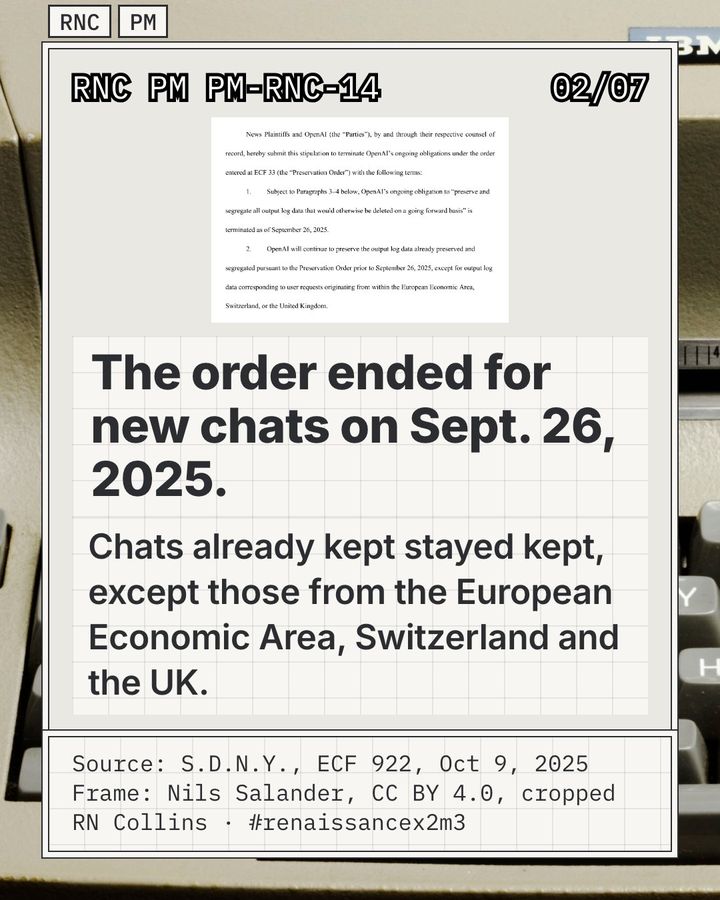 RNC PM
IBM
RNC PM PM-RNC-14 02/07
News Plaintiffs and OpenAI (the “Parties”), by and through their respective counsel of
record, hereby submit this stipulation to terminate OpenAI’s ongoing obligations under the order
entered at ECF 33 (the “Preservation Order”) with the following terms:
1. Subject to Paragraphs 3–4 below, OpenAI’s ongoing obligation to “preserve and
segregate all output log data that would otherwise be deleted on a going forward basis” is
terminated as of September 26, 2025.
2. OpenAI will continue to preserve the output log data already preserved and
segregated pursuant to the Preservation Order prior to September 26, 2025, except for output log
data corresponding to user requests originating from within the European Economic Area,
Switzerland, or the United Kingdom.
The order ended for
new chats on Sept. 26,
2025.
Chats already kept stayed kept,
except those from the European
Economic Area, Switzerland and
the UK.
Y
H
Source: S.D.N.Y., ECF 922, Oct 9, 2025
Frame: Nils Salander, CC BY 4.0, cropped
RN Collins · #renaissancex2m3